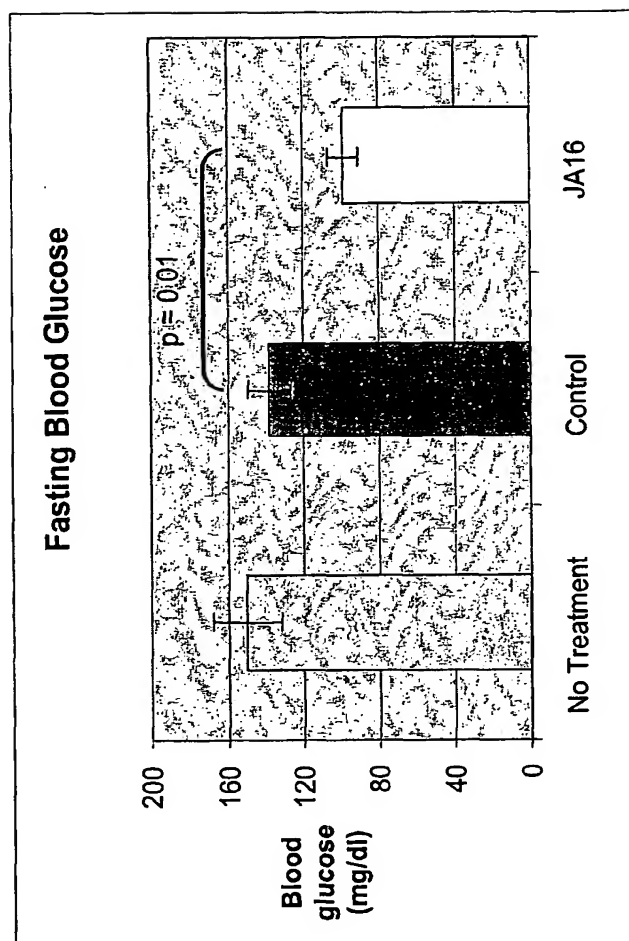 Fasting Blood Glucose
p = 0.01
Blood
glucose
(mg/dl)
200
160
120
80
40
0
No Treatment
Control
JA16